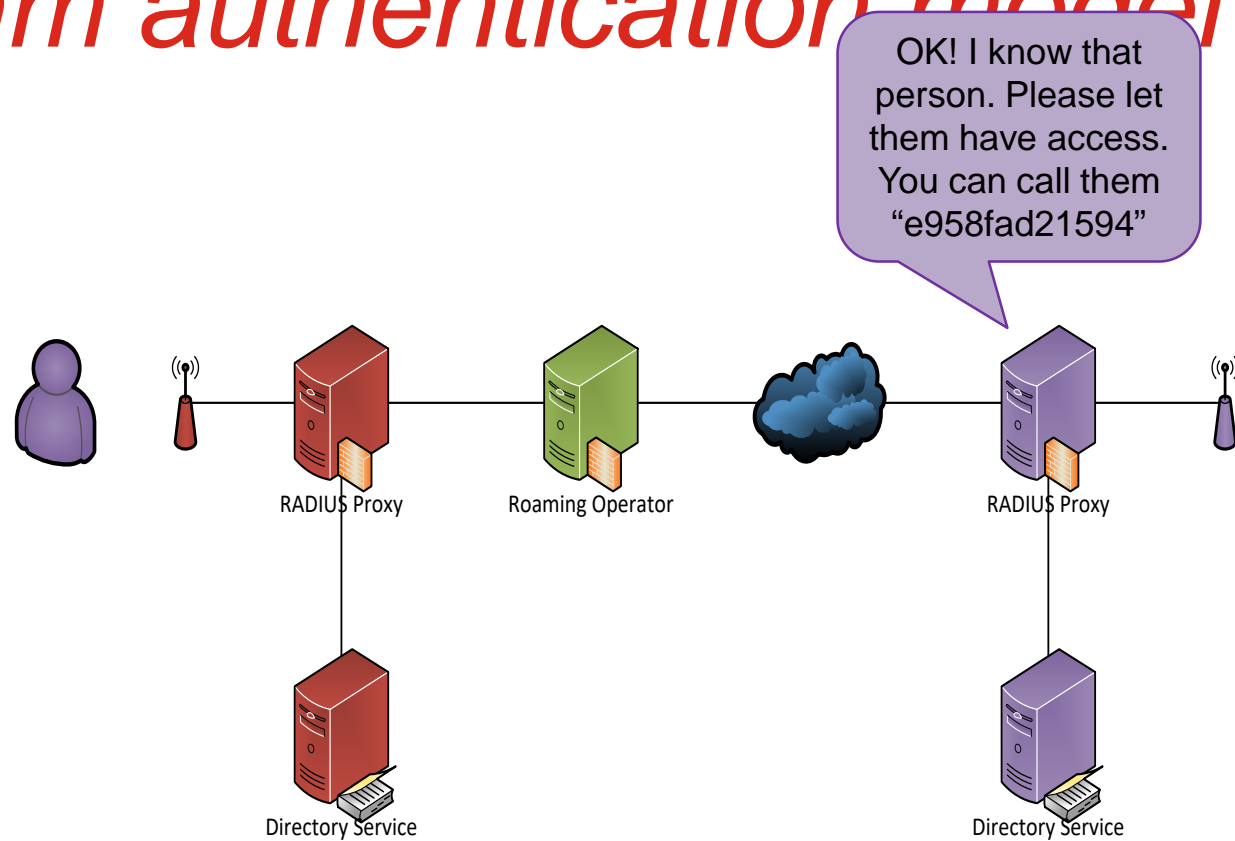 m authentication model
OK! I know that
person. Please let
them have access.
You can call them
“e958fad21594”
RADIUS Proxy
Roaming Operator
RADIUS Proxy
Directory Service
Directory Service